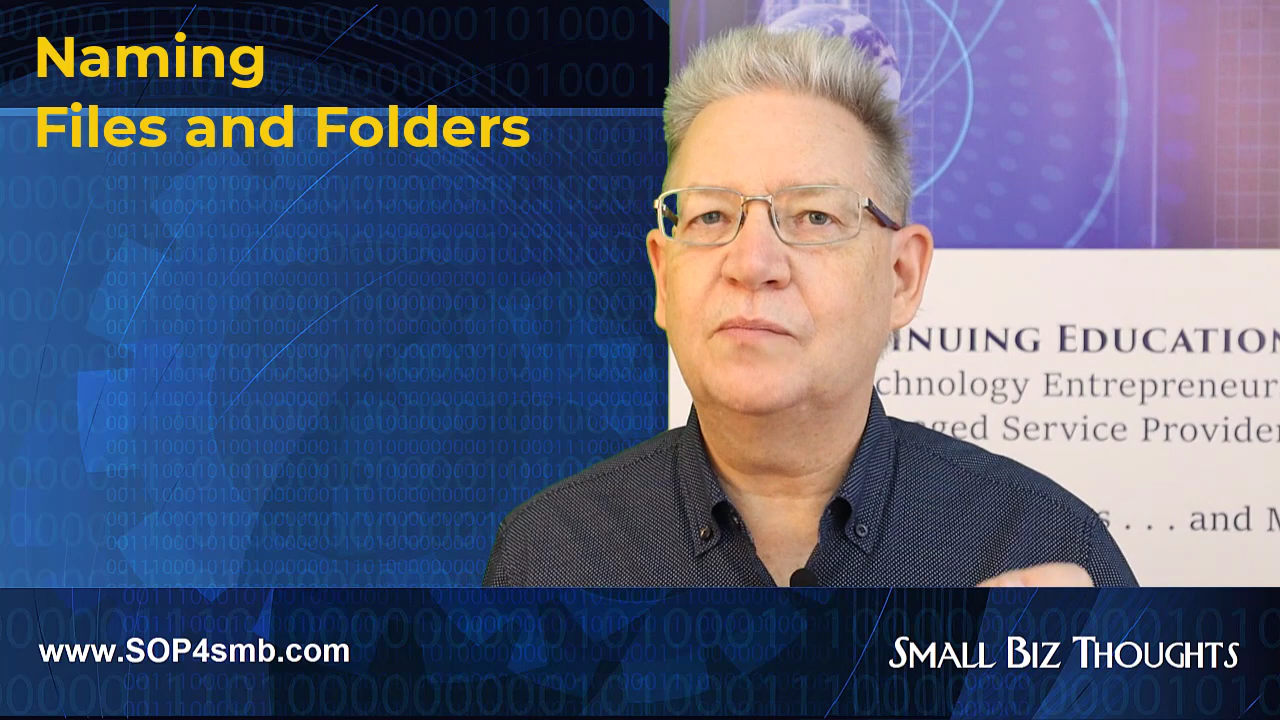 Naming
Files and Folders
NUING EDUCATION
chnology Entrepreneur
ged Service Provider
s . . . and M
www.SOP4smb.com
SMALL BIZ THOUGHTS